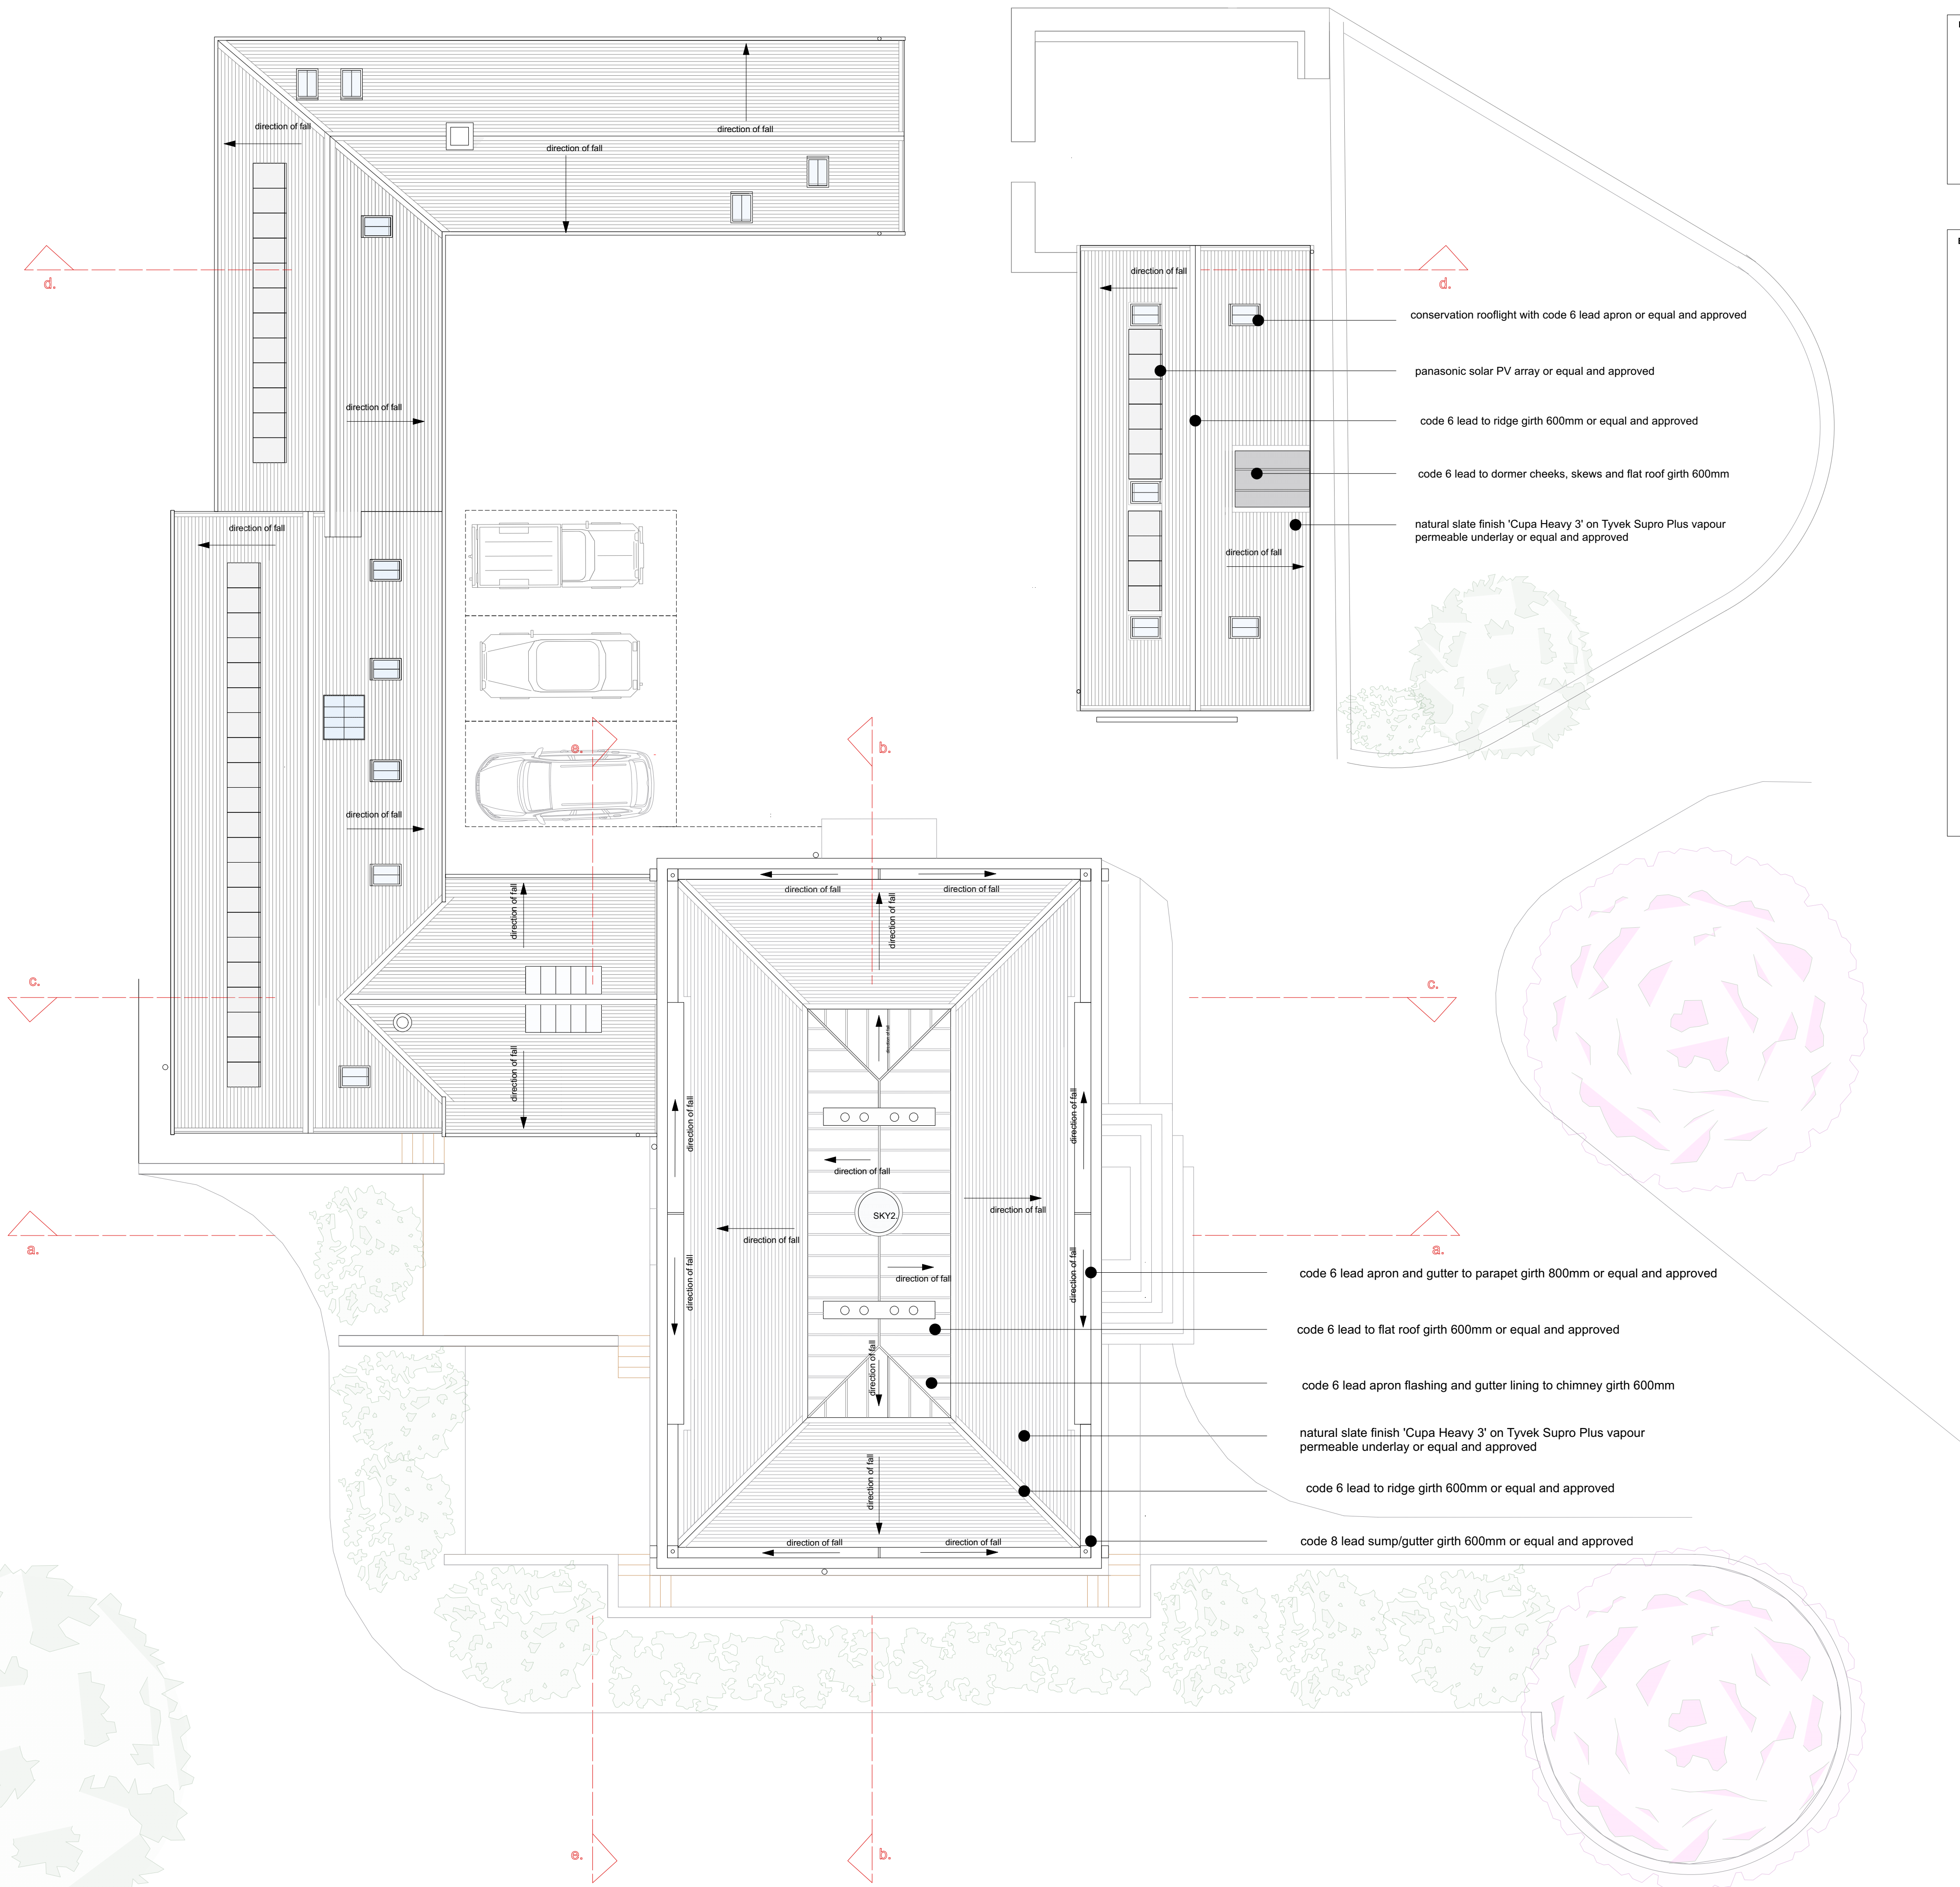 direction of fall
direction of fall
direction of fall
d.
direction of fall
d.
conservation rooflight with code 6 lead apron or equal and approved
panasonic solar PV array or equal and approved
direction of fall
code 6 lead to ridge girth 600mm or equal and approved
code 6 lead to dormer cheeks, skews and flat roof girth 600mm
direction of fall
natural slate finish 'Cupa Heavy 3' on Tyvek Supro Plus vapour
permeable underlay or equal and approved
direction of fall
e.
b.
direction of fall
direction of fall
direction of fall
direction of fall
direction of fall
c.
c.
direction of fall
direction of fall
direction of fall
direction of fall
direction of fall
SKY2.
direction of fall
direction of fall
a.
a.
direction of fall
direction of fall
direction of fall
code 6 lead apron and gutter to parapet girth 800mm or equal and approved
code 6 lead to flat roof girth 600mm or equal and approved
direction of fall
code 6 lead apron flashing and gutter lining to chimney girth 600mm
natural slate finish 'Cupa Heavy 3' on Tyvek Supro Plus vapour
permeable underlay or equal and approved
direction of fall
code 6 lead to ridge girth 600mm or equal and approved
direction of fall
direction of fall
code 8 lead sump/gutter girth 600mm or equal and approved
e.
b.